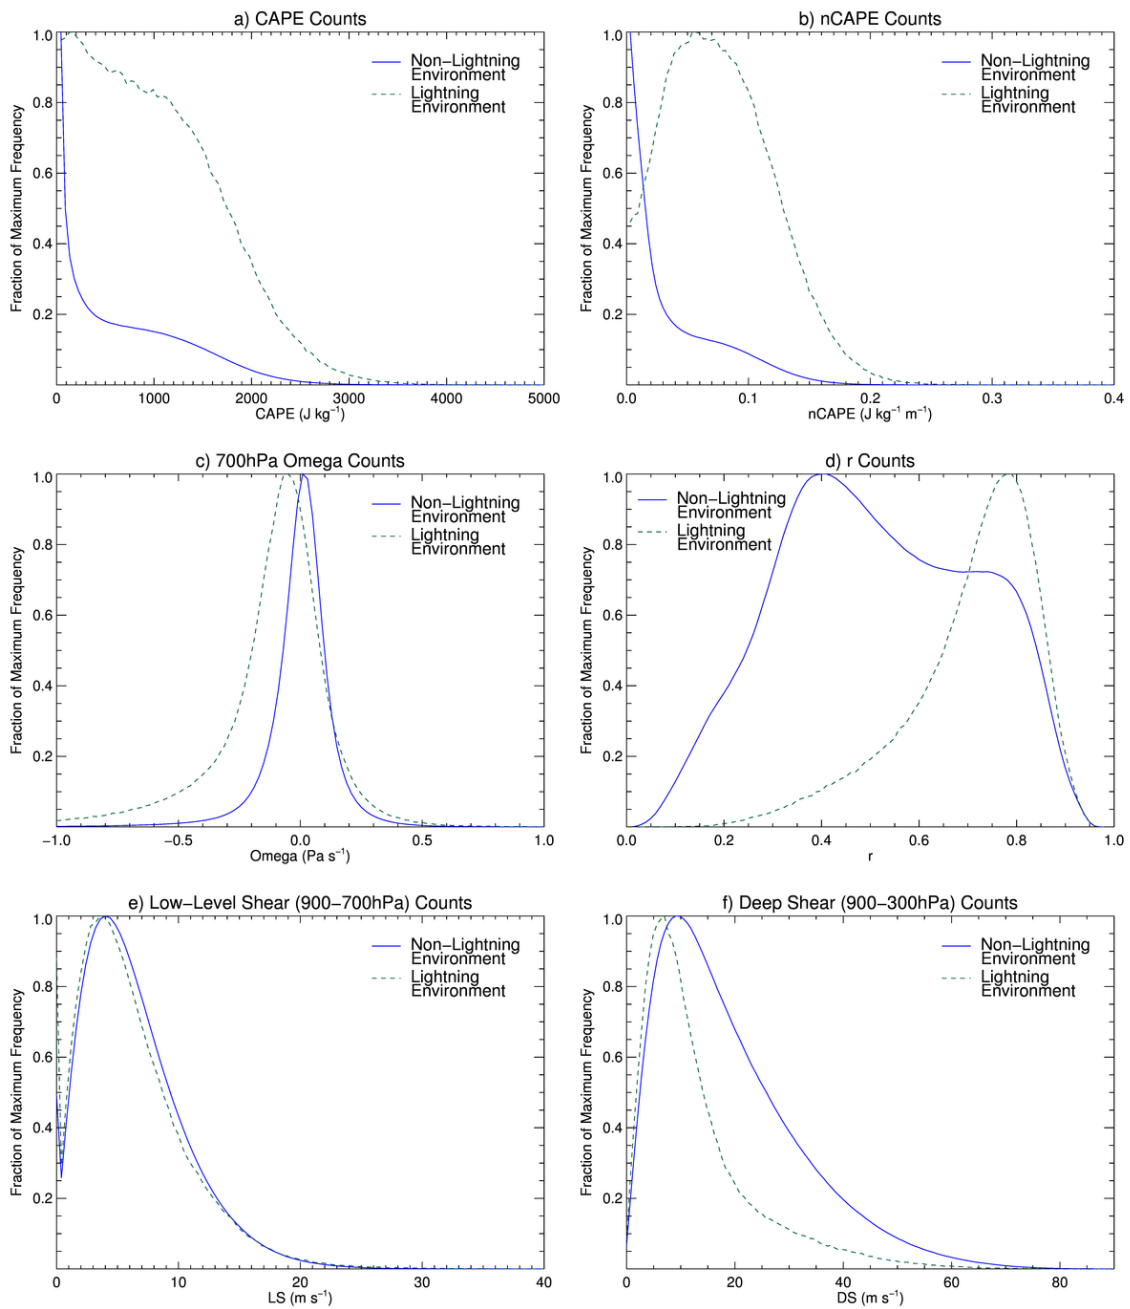 a) CAPE Counts
Fraction of Maximum Frequency
1.0
0.8
0.6
0.4
0.2
0
1000
2000
3000
4000
5000
CAPE (J kg⁻¹)
Non−Lightning
Environment
Lightning
Environment
b) nCAPE Counts
Fraction of Maximum Frequency
1.0
0.8
0.6
0.4
0.2
0.0
0.1
0.2
0.3
0.4
nCAPE (J kg⁻¹ m⁻¹)
Non−Lightning
Environment
Lightning
Environment
c) 700hPa Omega Counts
Fraction of Maximum Frequency
1.0
0.8
0.6
0.4
0.2
−1.0
−0.5
0.0
0.5
1.0
Omega (Pa s⁻¹)
Non−Lightning
Environment
Lightning
Environment
d) r Counts
Fraction of Maximum Frequency
1.0
0.8
0.6
0.4
0.2
0.0
0.2
0.4
0.6
0.8
1.0
r
Non−Lightning
Environment
Lightning
Environment
e) Low−Level Shear (900−700hPa) Counts
Fraction of Maximum Frequency
1.0
0.8
0.6
0.4
0.2
0
10
20
30
40
LS (m s⁻¹)
Non−Lightning
Environment
Lightning
Environment
f) Deep Shear (900−300hPa) Counts
Fraction of Maximum Frequency
1.0
0.8
0.6
0.4
0.2
0
20
40
60
80
DS (m s⁻¹)
Non−Lightning
Environment
Lightning
Environment